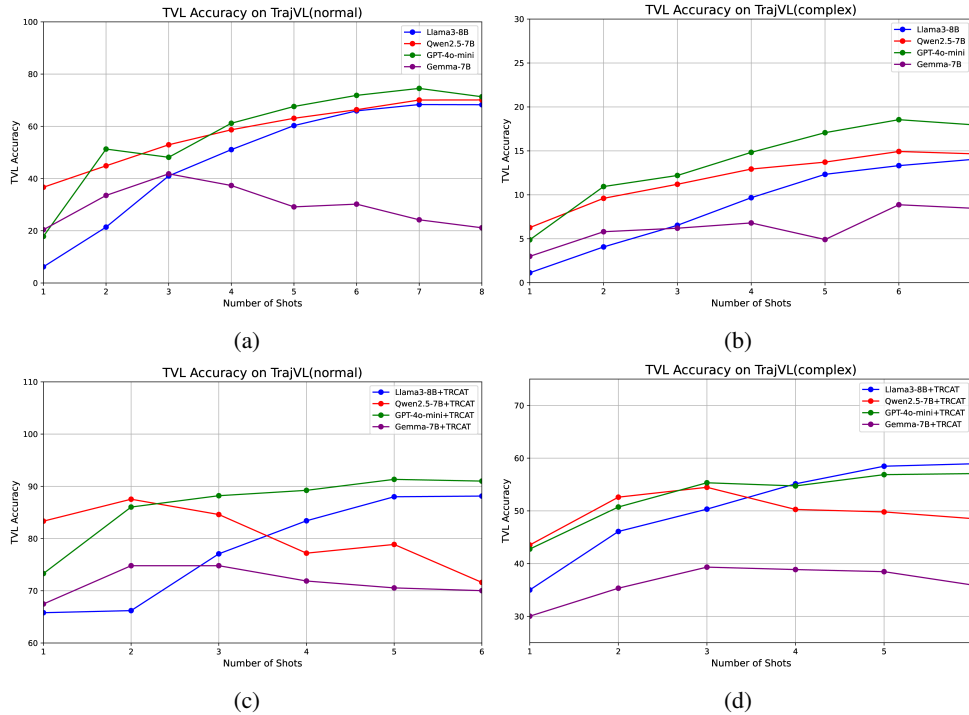 TVL Accuracy on TrajVL(normal)
100
80
60
40
20
0
TVL Accuracy
Llama3-8B
Qwen2.5-7B
GPT-4o-mini
Gemma-7B
1 2 3 4 5 6 7 8
Number of Shots
(a)
TVL Accuracy on TrajVL(complex)
30
25
20
15
10
5
0
TVL Accuracy
Llama3-8B
Qwen2.5-7B
GPT-4o-mini
Gemma-7B
1 2 3 4 5 6
Number of Shots
(b)
TVL Accuracy on TrajVL(normal)
110
100
90
80
70
60
TVL Accuracy
Llama3-8B+TRCAT
Qwen2.5-7B+TRCAT
GPT-4o-mini+TRCAT
Gemma-7B+TRCAT
1 2 3 4 5 6
Number of Shots
(c)
TVL Accuracy on TrajVL(complex)
70
60
50
40
30
TVL Accuracy
Llama3-8B+TRCAT
Qwen2.5-7B+TRCAT
GPT-4o-mini+TRCAT
Gemma-7B+TRCAT
1 2 3 4 5
Number of Shots
(d)